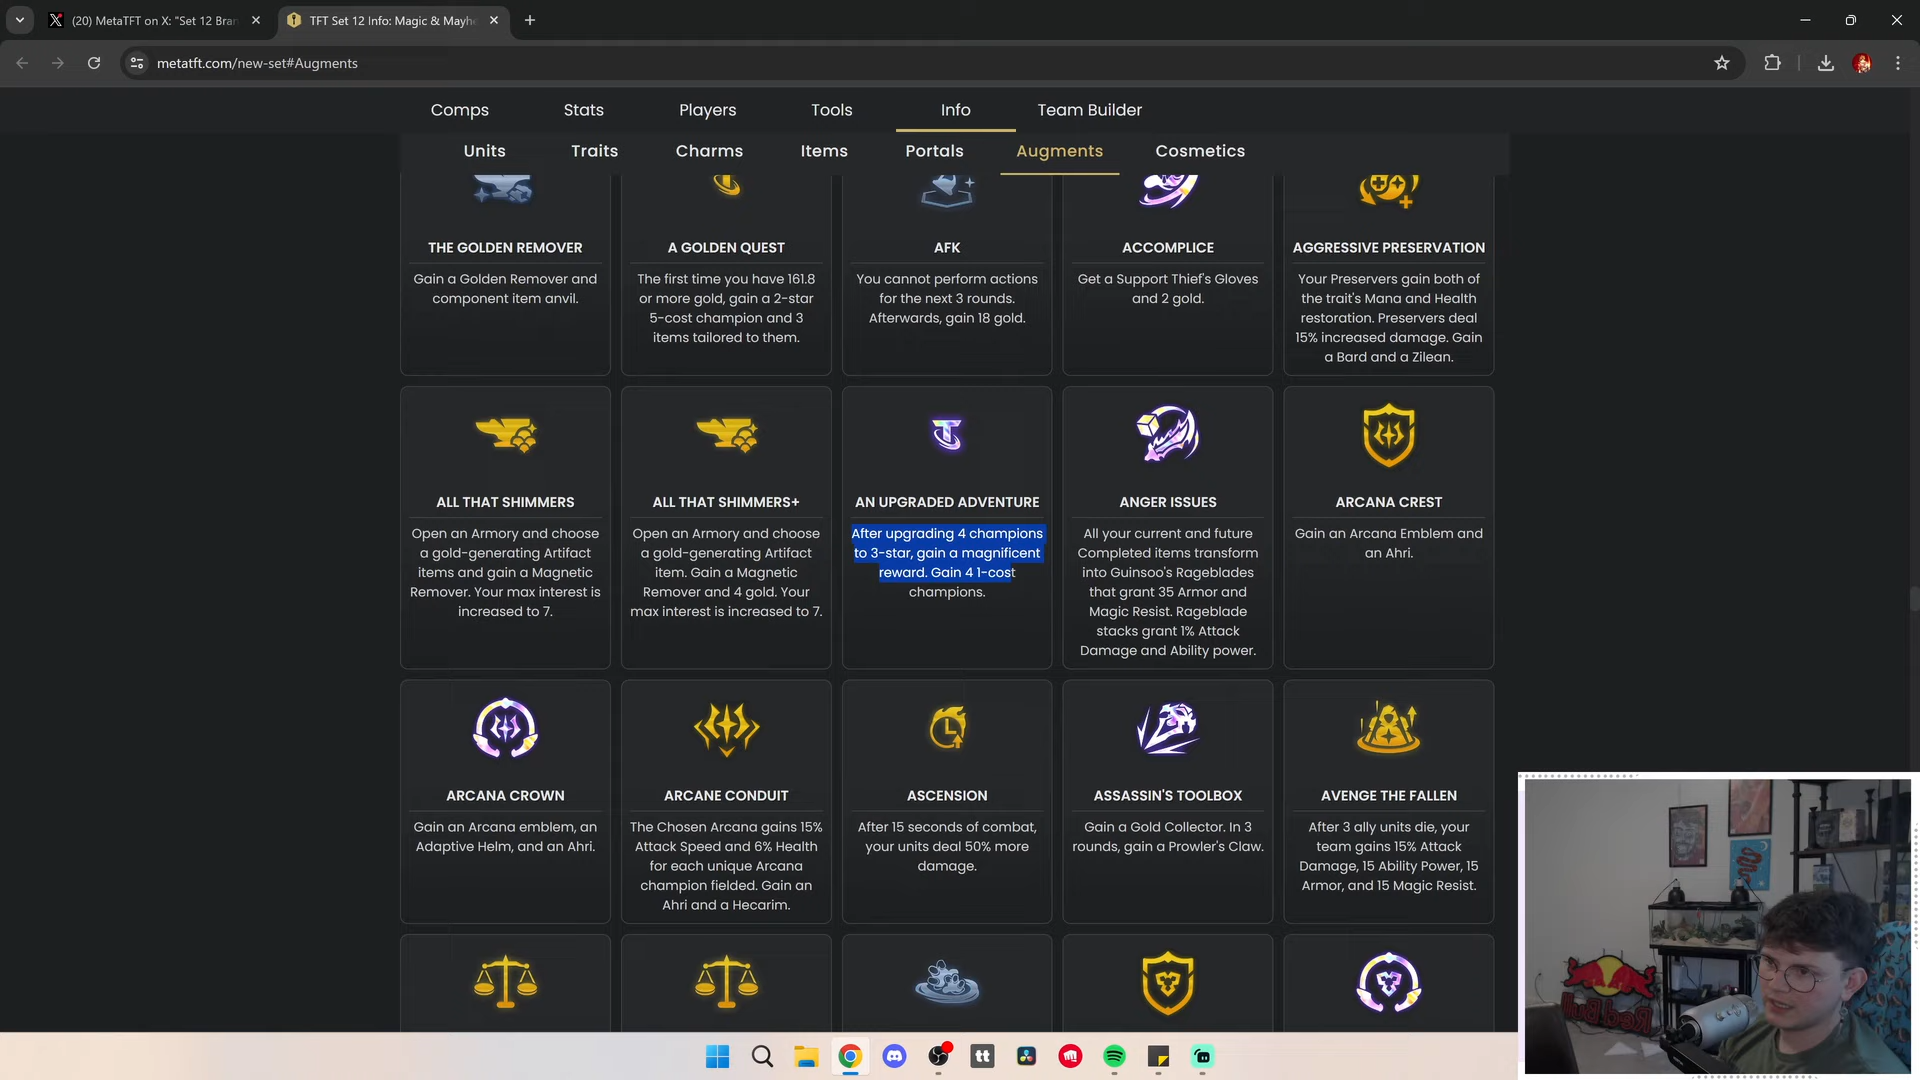 (20) MetaTFT on X: "Set 12 Bran
TFT Set 12 Info: Magic & Mayhe
metatft.com/new-set#Augments
Comps Stats Players Tools Info Team Builder
Units Traits Charms Items Portals Augments Cosmetics
THE GOLDEN REMOVER
Gain a Golden Remover and
component item anvil.
A GOLDEN QUEST
The first time you have 161.8
or more gold, gain a 2-star
5-cost champion and 3
items tailored to them.
AFK
You cannot perform actions
for the next 3 rounds.
Afterwards, gain 18 gold.
ACCOMPLICE
Get a Support Thief's Gloves
and 2 gold.
AGGRESSIVE PRESERVATION
Your Preservers gain both of
the trait's Mana and Health
restoration. Preservers deal
15% increased damage. Gain
a Bard and a Zilean.
ALL THAT SHIMMERS
Open an Armory and choose
a gold-generating Artifact
items and gain a Magnetic
Remover. Your max interest is
increased to 7.
ALL THAT SHIMMERS+
Open an Armory and choose
a gold-generating Artifact
item. Gain a Magnetic
Remover and 4 gold. Your
max interest is increased to 7.
AN UPGRADED ADVENTURE
After upgrading 4 champions
to 3-star, gain a magnificent
reward. Gain 4 1-cost
champions.
ANGER ISSUES
All your current and future
Completed items transform
into Guinsoo's Rageblades
that grant 35 Armor and
Magic Resist. Rageblade
stacks grant 1% Attack
Damage and Ability power.
ARCANA CREST
Gain an Arcana Emblem and
an Ahri.
ARCANA CROWN
Gain an Arcana emblem, an
Adaptive Helm, and an Ahri.
ARCANE CONDUIT
The Chosen Arcana gains 15%
Attack Speed and 6% Health
for each unique Arcana
champion fielded. Gain an
Ahri and a Hecarim.
ASCENSION
After 15 seconds of combat,
your units deal 50% more
damage.
ASSASSIN'S TOOLBOX
Gain a Gold Collector. In 3
rounds, gain a Prowler's Claw.
AVENGE THE FALLEN
After 3 ally units die, your
team gains 15% Attack
Damage, 15 Ability Power, 15
Armor, and 15 Magic Resist.